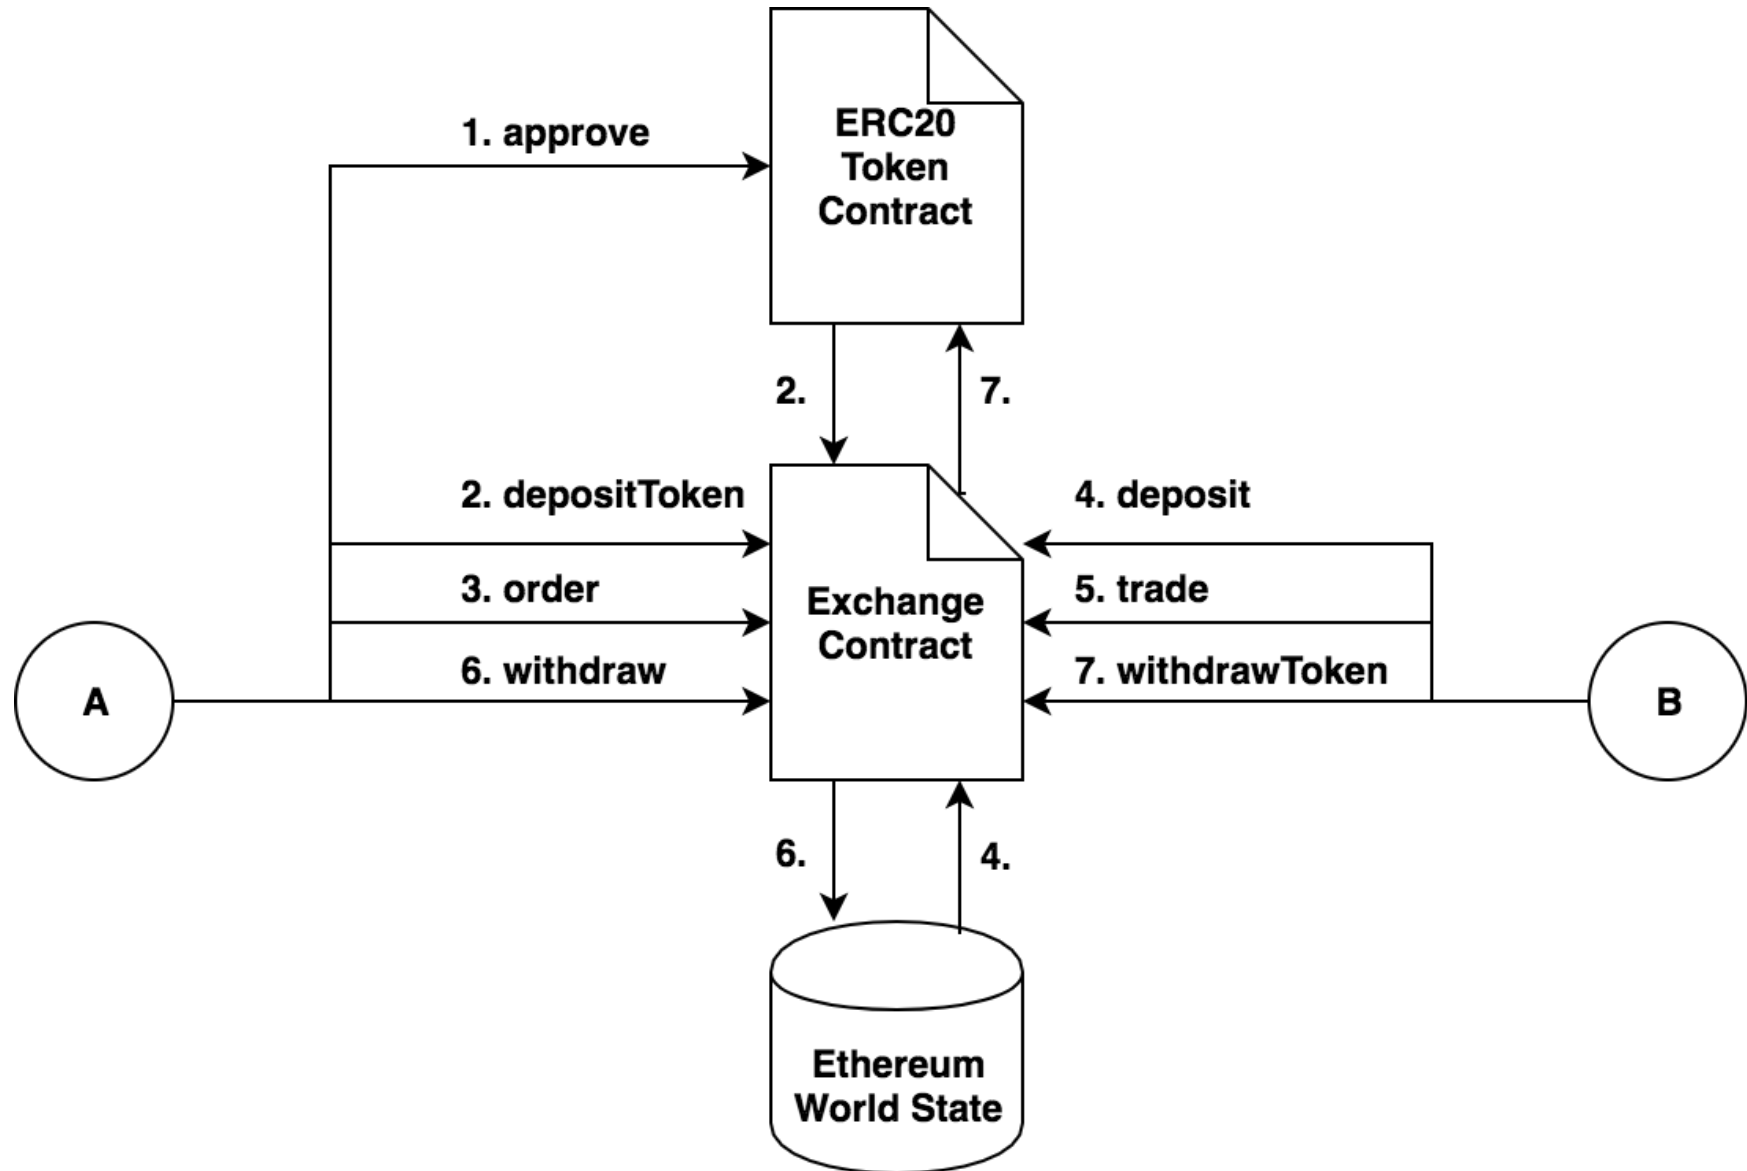 1. approve
ERC20
Token
Contract
2.
7.
2. depositToken
4. deposit
3. order
Exchange
Contract
5. trade
6. withdraw
7. withdrawToken
A
B
6.
4.
Ethereum
World State